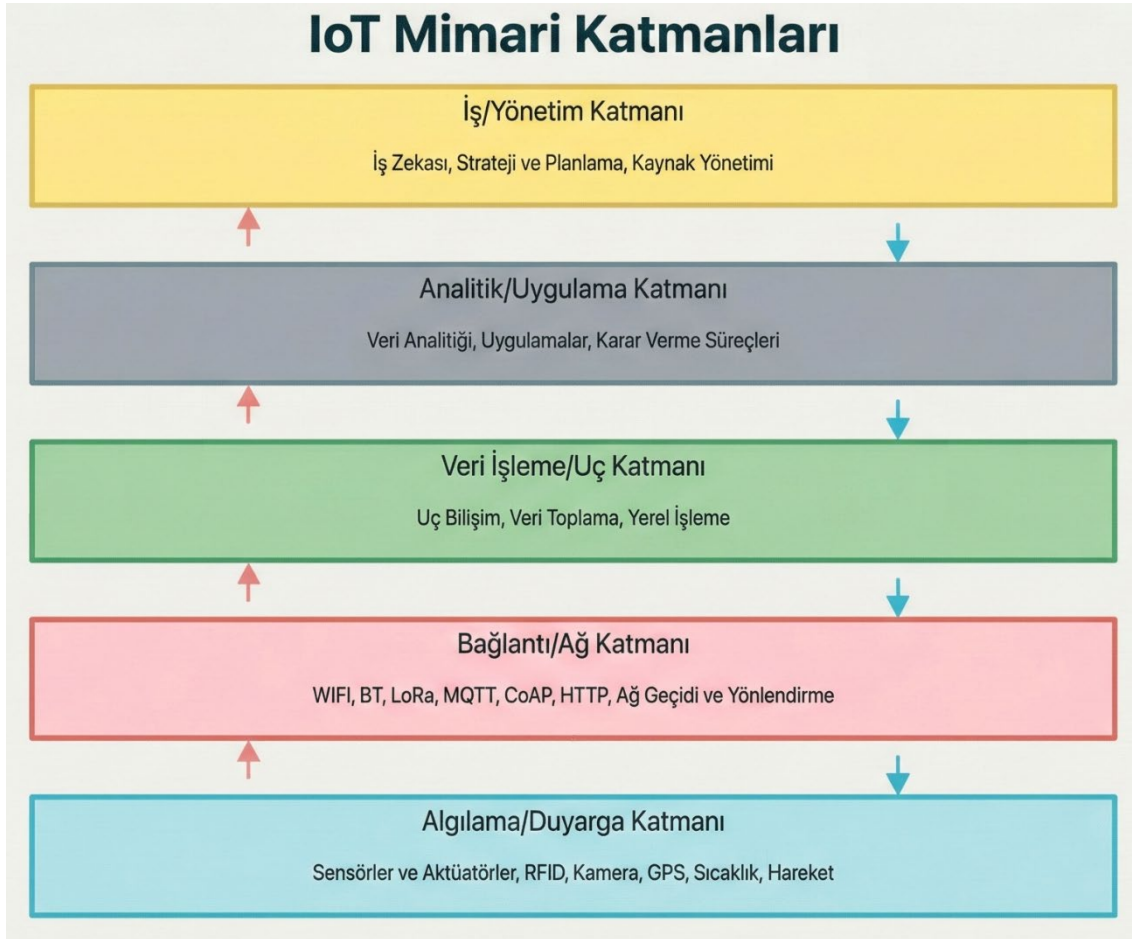 IoT Mimari Katmanları
İş/Yönetim Katmanı
İş Zekası, Strateji ve Planlama, Kaynak Yönetimi
Analitik/Uygulama Katmanı
Veri Analitiği, Uygulamalar, Karar Verme Süreçleri
Veri İşleme/Uç Katmanı
Uç Bilişim, Veri Toplama, Yerel İşleme
Bağlantı/Ağ Katmanı
WIFI, BT, LoRa, MQTT, CoAP, HTTP, Ağ Geçidi ve Yönlendirme
Algılama/Duyarga Katmanı
Sensörler ve Aktüatörler, RFID, Kamera, GPS, Sıcaklık, Hareket